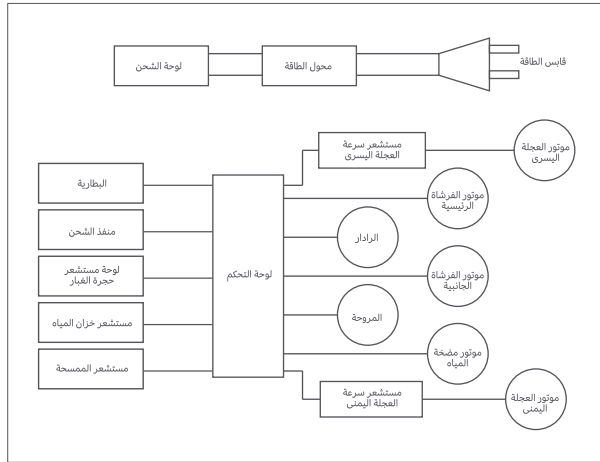 قابس الطاقة
محول الطاقة
لوحة الشحن
موتور العجلة
اليسرى
مستشعر سرعة
العجلة اليسرى
موتور الفرشاة
الرئيسية
الرادار
موتور الفرشاة
الجانبية
المروحة
موتور مضخة
المياه
موتور العجلة
اليمنى
مستشعر سرعة
العجلة اليمنى
لوحة التحكم
البطارية
منفذ الشحن
لوحة مستشعر
حجرة الغبار
مستشعر خزان المياه
مستشعر الممسحة